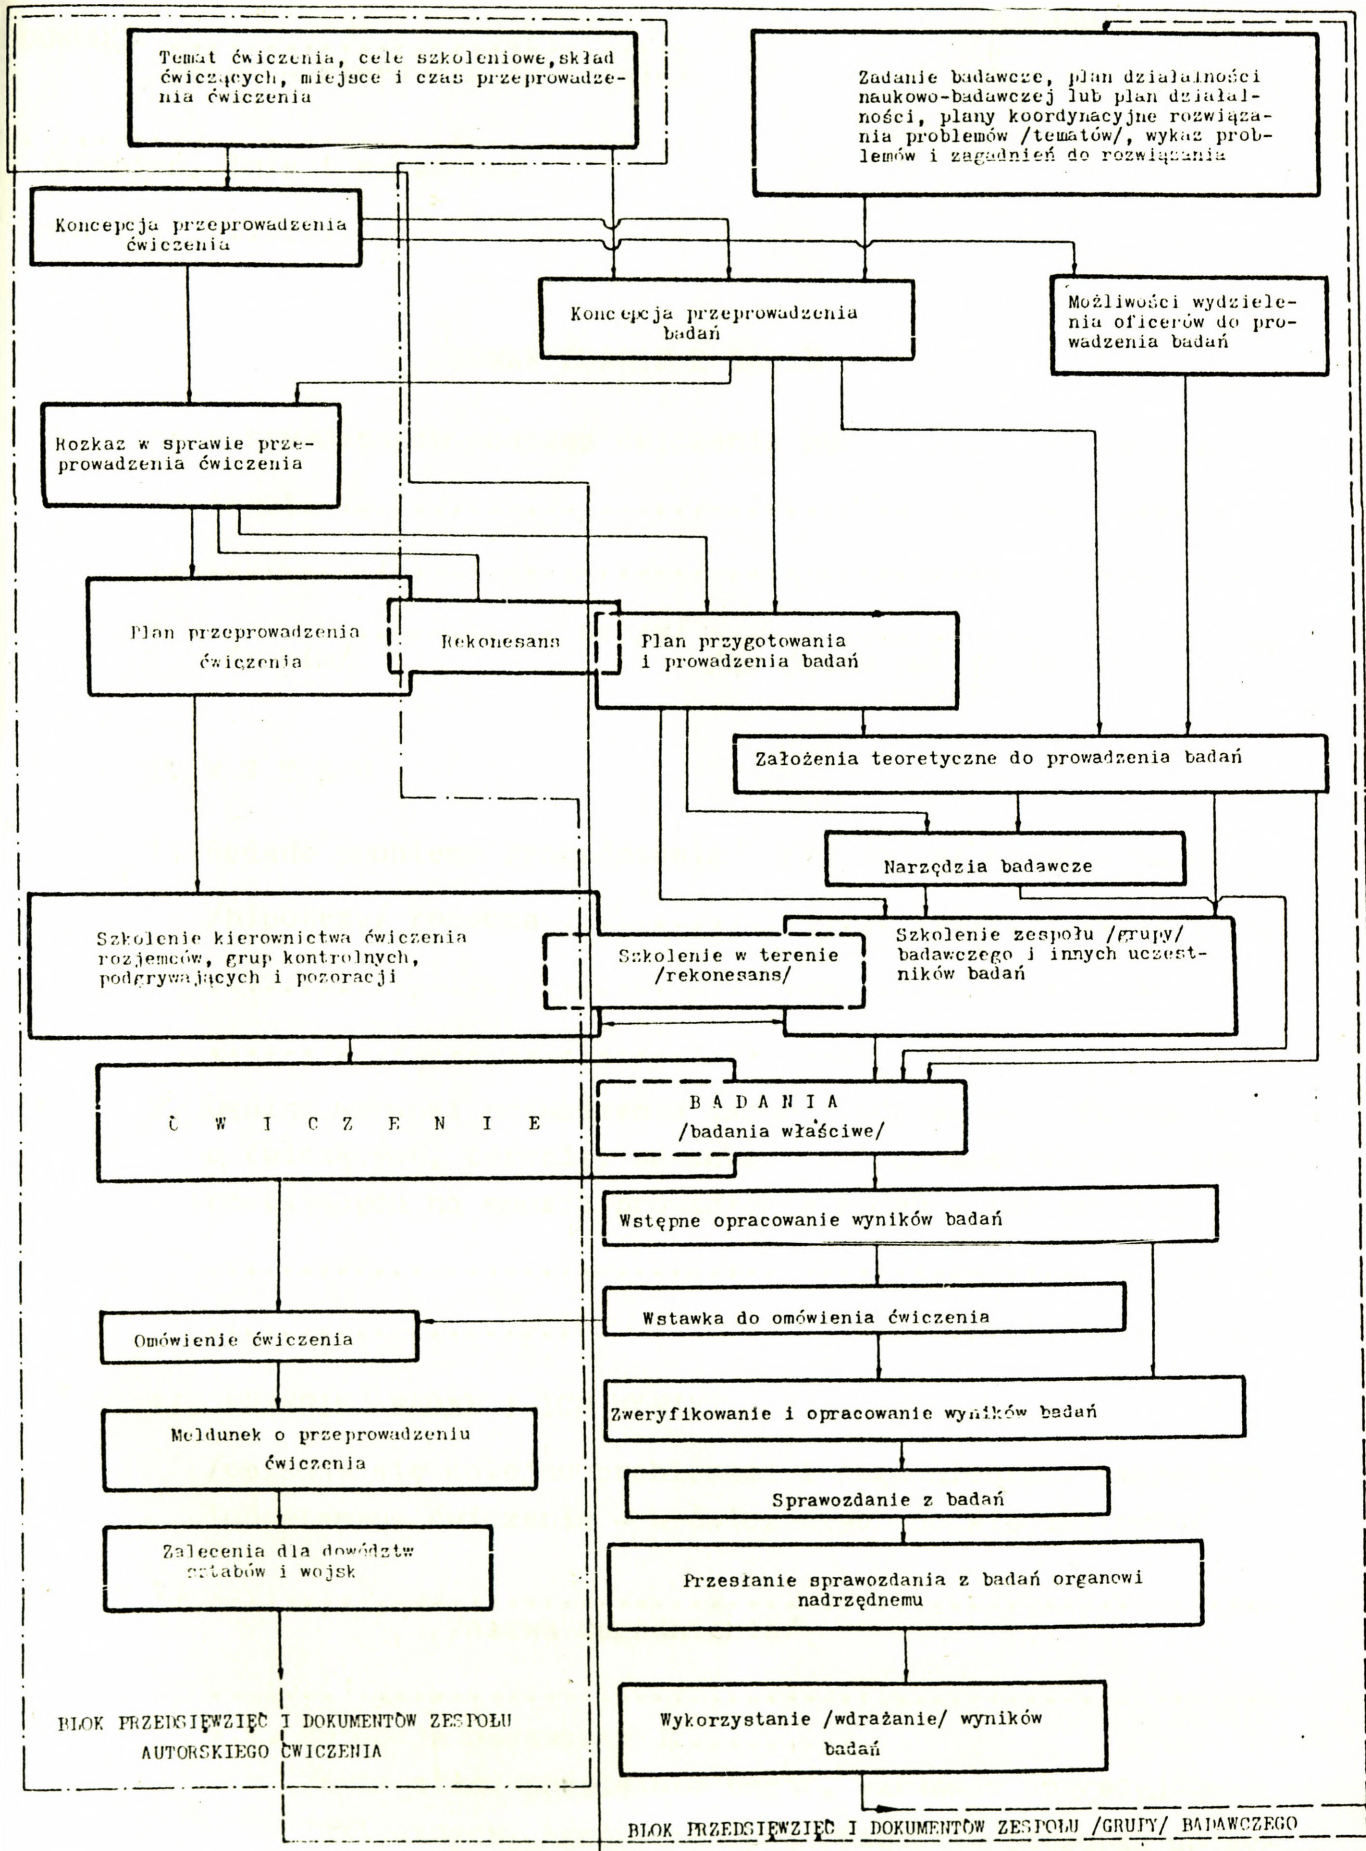 Temat ćwiczenia, cele szkoleniowe,skład
ćwiczących, miejsce i czas przeprowadze-
nia ćwiczenia
Zadanie badawcze, plan działalności
naukowo-badawczej lub plan działal-
ności, plany koordynacyjne rozwiąza-
nia problemów /tematów/, wykaz prob-
lemów i zagadnień do rozwiązania
Koncepcja przeprowadzenia
ćwiczenia
Koncepcja przeprowadzenia
badań
Możliwości wydziele-
nia oficerów do pro-
wadzenia badań
Rozkaz w sprawie prze-
prowadzenia ćwiczenia
Plan przeprowadzenia
ćwiczenia
Rekonesans
Plan przygotowania
i prowadzenia badań
Założenia teoretyczne do prowadzenia badań
Narzędzia badawcze
Szkolenie kierownictwa ćwiczenia
rozjemców, grup kontrolnych,
podgrywających i pozoracji
Szkolenie w terenie
/rekonesans/
Szkolenie zespołu /grupy/
badawczego i innych uczest-
ników badań
Ć W I C Z E N I E
B A D A N I A
/badania właściwe/
Wstępne opracowanie wyników badań
Wstawka do omówienia ćwiczenia
Omówienie ćwiczenia
Zweryfikowanie i opracowanie wyników badań
Meldunek o przeprowadzeniu
ćwiczenia
Sprawozdanie z badań
Zalecenia dla dowództw
sztabów i wojsk
Przesłanie sprawozdania z badań organowi
nadrzędnemu
Wykorzystanie /wdrażanie/ wyników
badań
BLOK PRZEDSIĘWZIĘĆ I DOKUMENTÓW ZESPOŁU
AUTORSKIEGO ĆWICZENIA
BLOK PRZEDSIĘWZIĘĆ I DOKUMENTÓW ZESPOŁU /GRUPY/ BADAWCZEGO